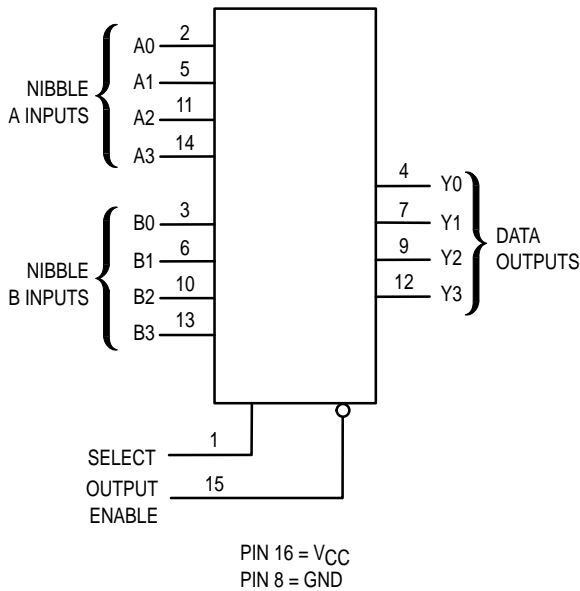 NIBBLE
A INPUTS
A0 2
A1 5
A2 11
A3 14
NIBBLE
B INPUTS
B0 3
B1 6
B2 10
B3 13
4 Y0
7 Y1
9 Y2
12 Y3
DATA
OUTPUTS
SELECT 1
OUTPUT
ENABLE
15
PIN 16 = VCC
PIN 8 = GND